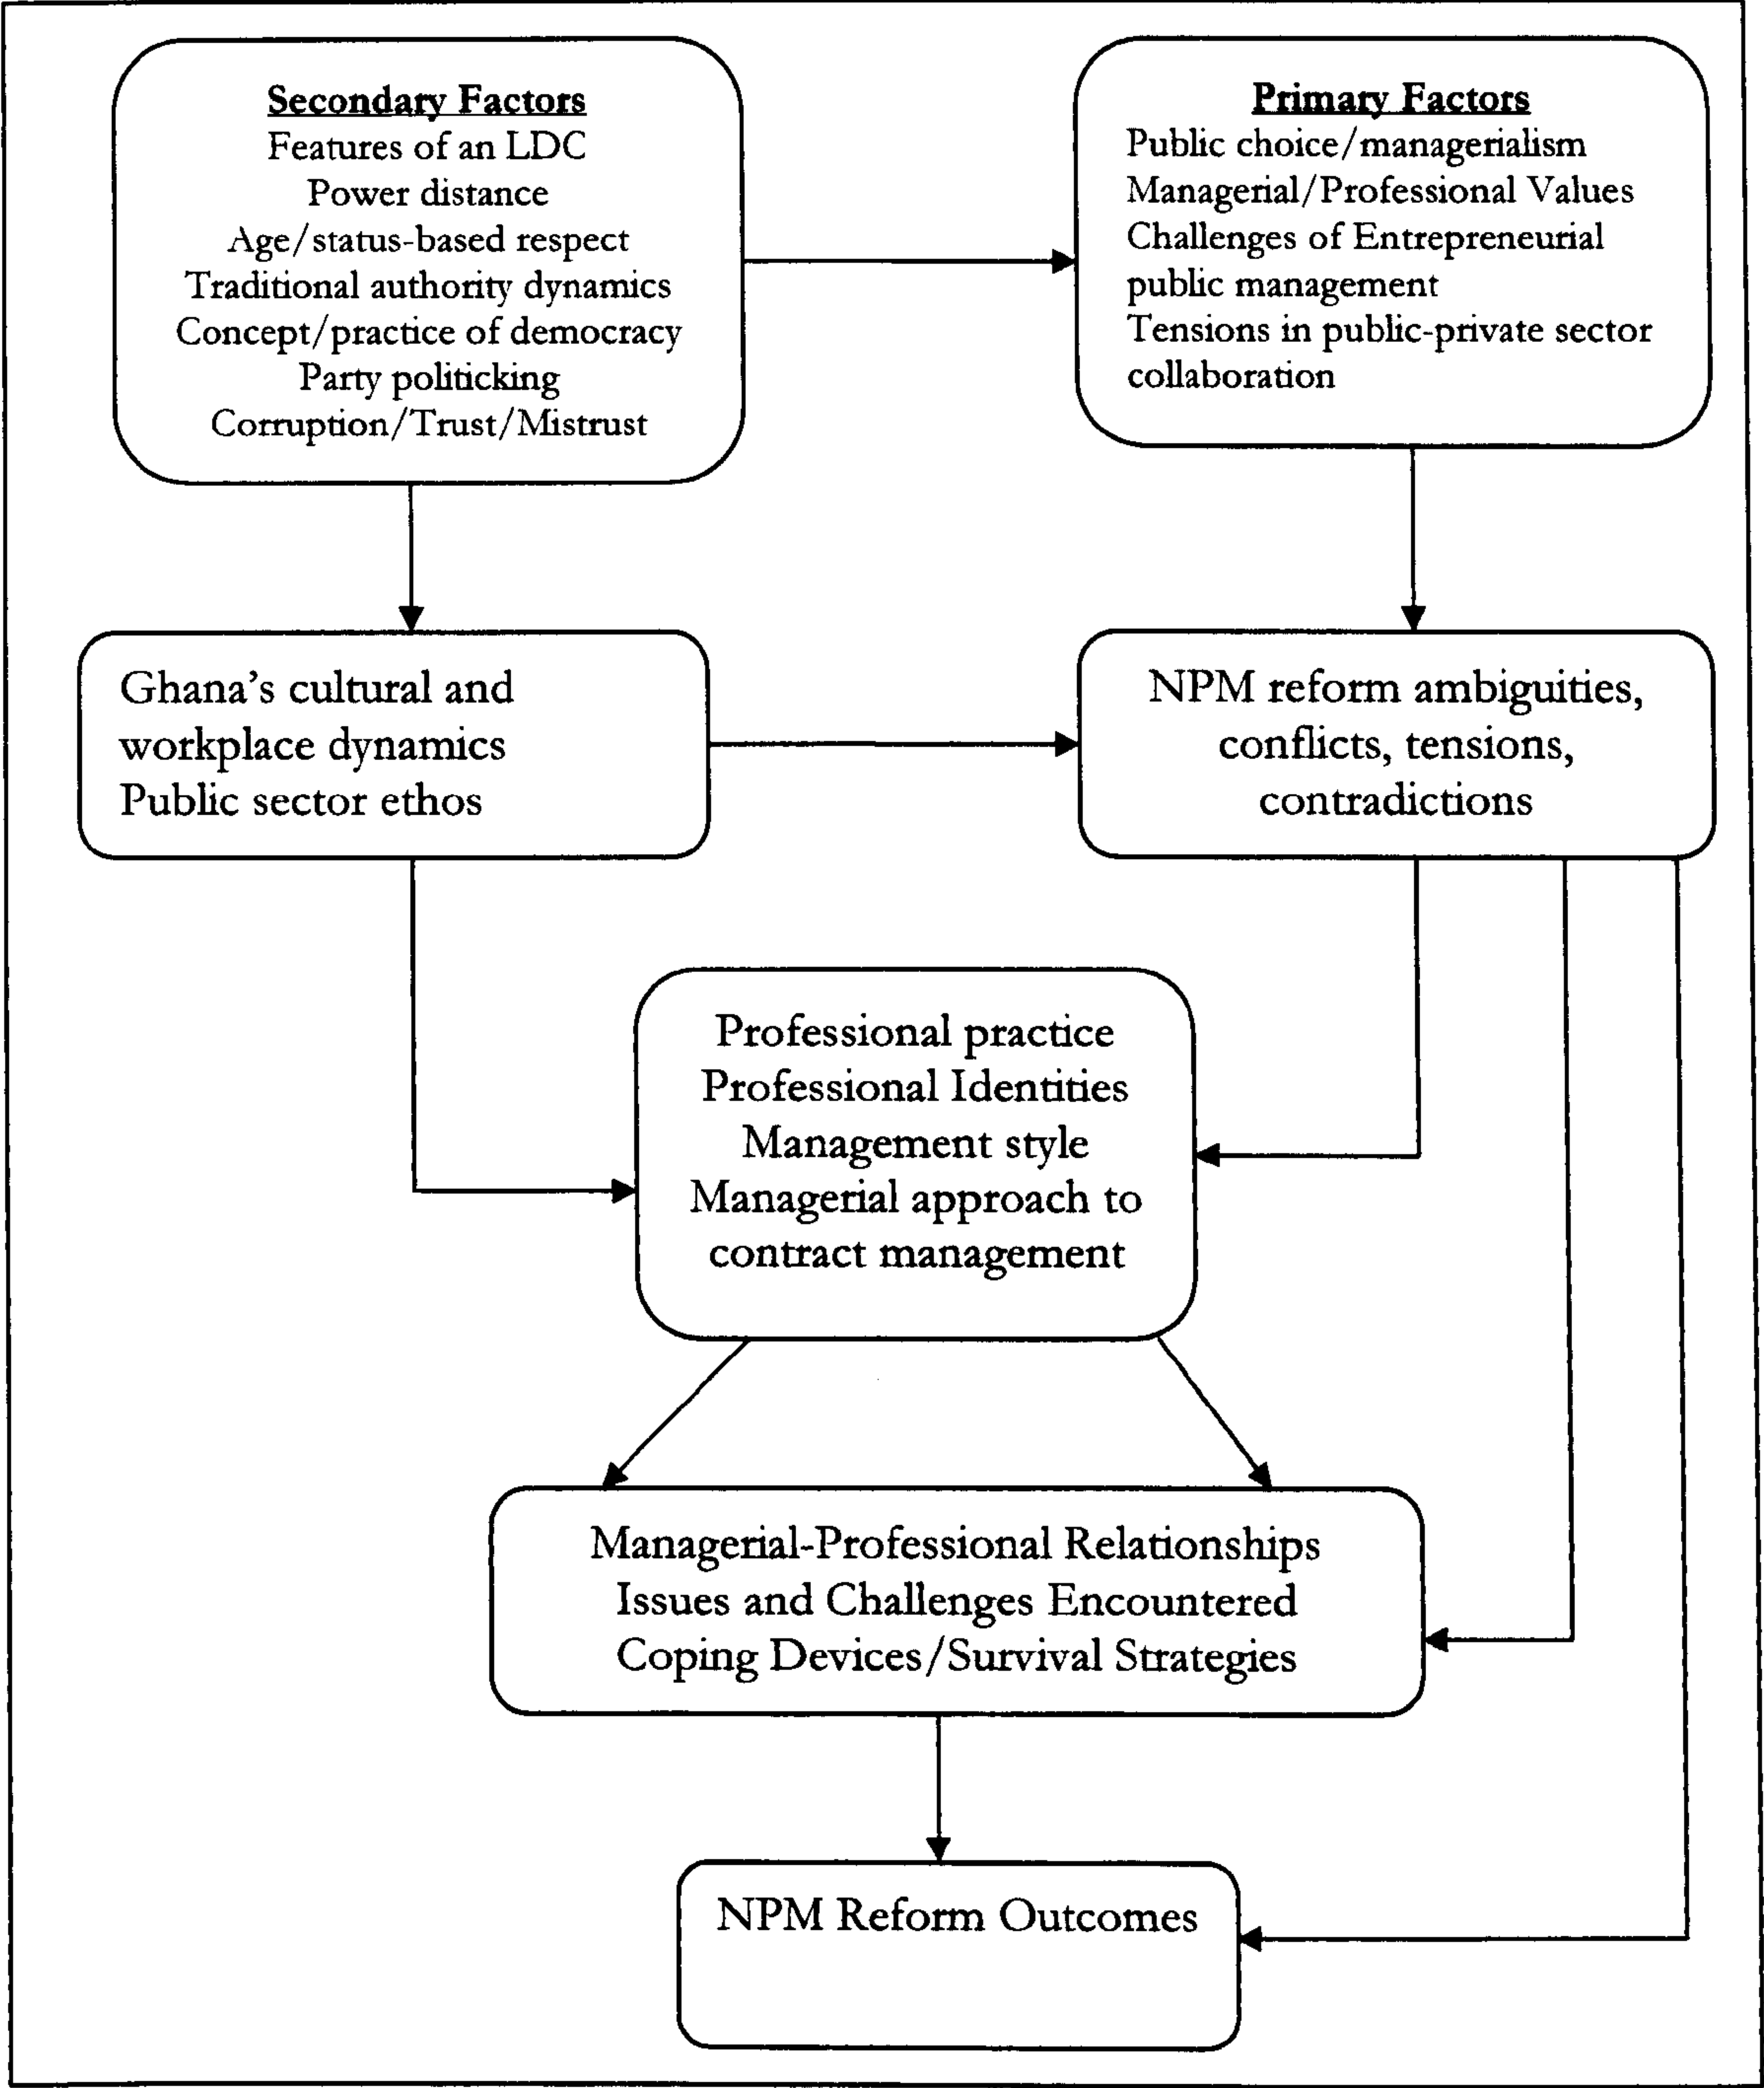 Secondary Factors
Features of an LDC
Power distance
Age/status-based respect
Traditional authority dynamics
Concept/practice of democracy
Party politicking
Corruption/Trust/Mistrust
Primary Factors
Public choice/managerialism
Managerial/Professional Values
Challenges of Entrepreneurial
public management
Tensions in public-private sector
collaboration
Ghana's cultural and
workplace dynamics
Public sector ethos
NPM reform ambiguities,
conflicts, tensions,
contradictions
Professional practice
Professional Identities
Management style
Managerial approach to
contract management
Managerial-Professional Relationships
Issues and Challenges Encountered
Coping Devices/Survival Strategies
NPM Reform Outcomes